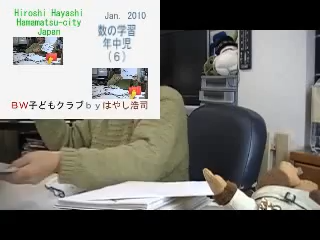 Hiroshi Hayashi
Hamamatsu-city
Japan
Jan. 2010
数の学習
年中児
(6)
BW子どもクラブbyはやし浩司